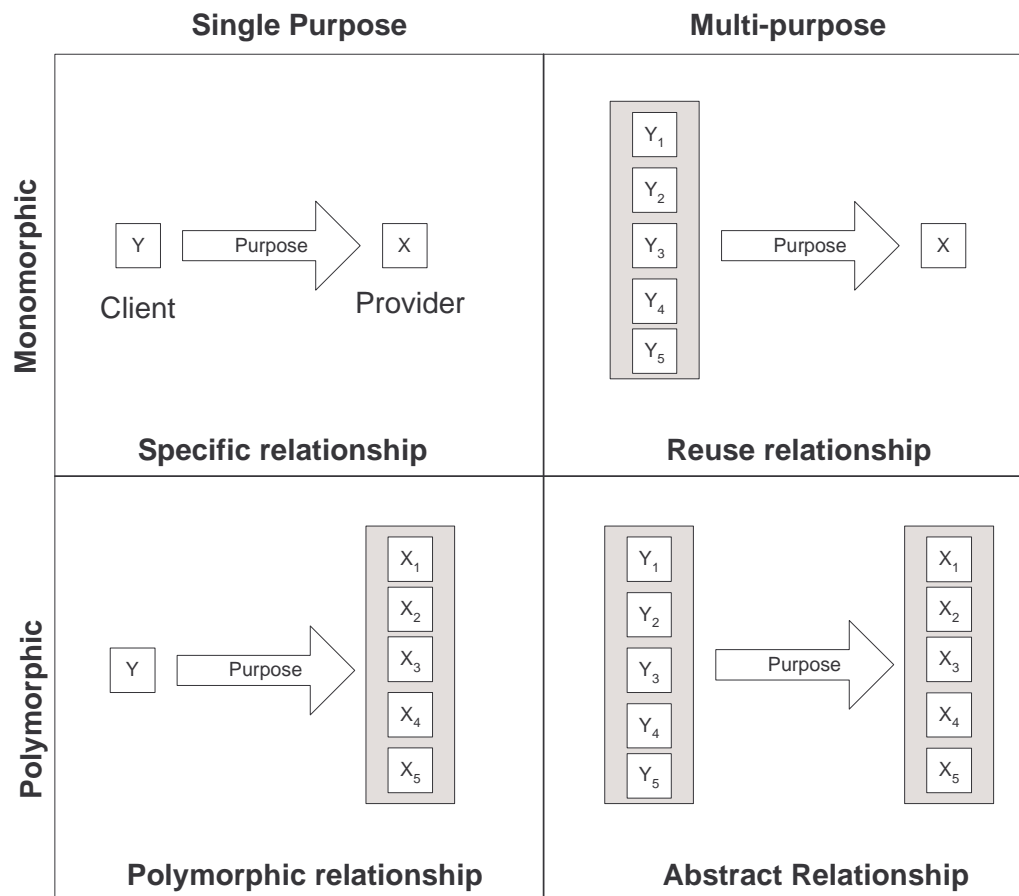 Single Purpose
Multi-purpose
Monomorphic
Y
Purpose
X
Client
Provider
Specific relationship
Y1
Y2
Y3
Y4
Y5
Purpose
X
Reuse relationship
Polymorphic
Y
Purpose
X1
X2
X3
X4
X5
Polymorphic relationship
Y1
Y2
Y3
Y4
Y5
Purpose
X1
X2
X3
X4
X5
Abstract Relationship